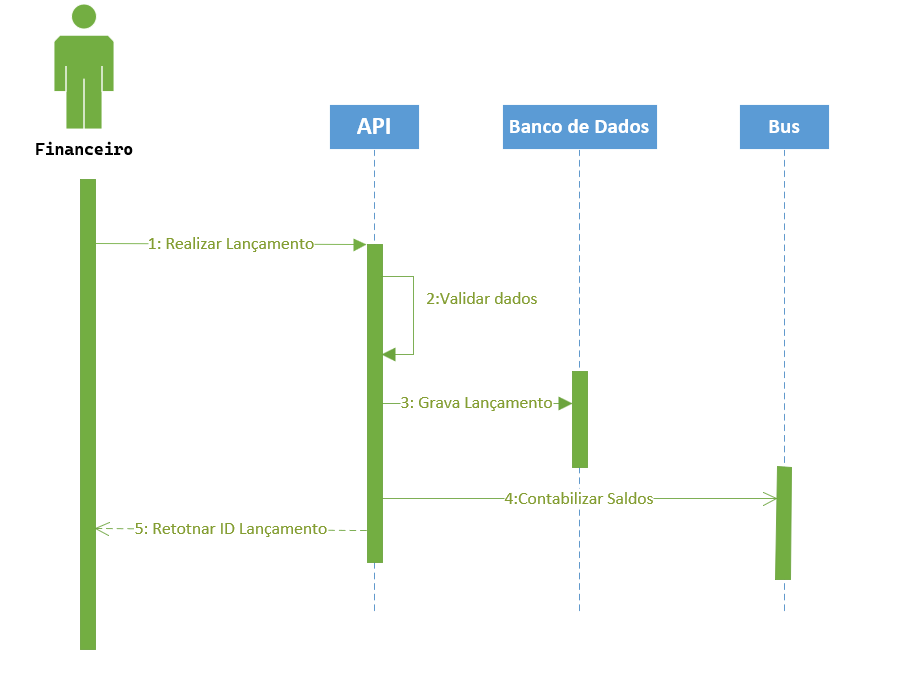 Financeiro
API
Banco de Dados
Bus
1: Realizar Lançamento
2:Validar dados
3: Grava Lançamento
4:Contabilizar Saldos
5: Retotnar ID Lançamento